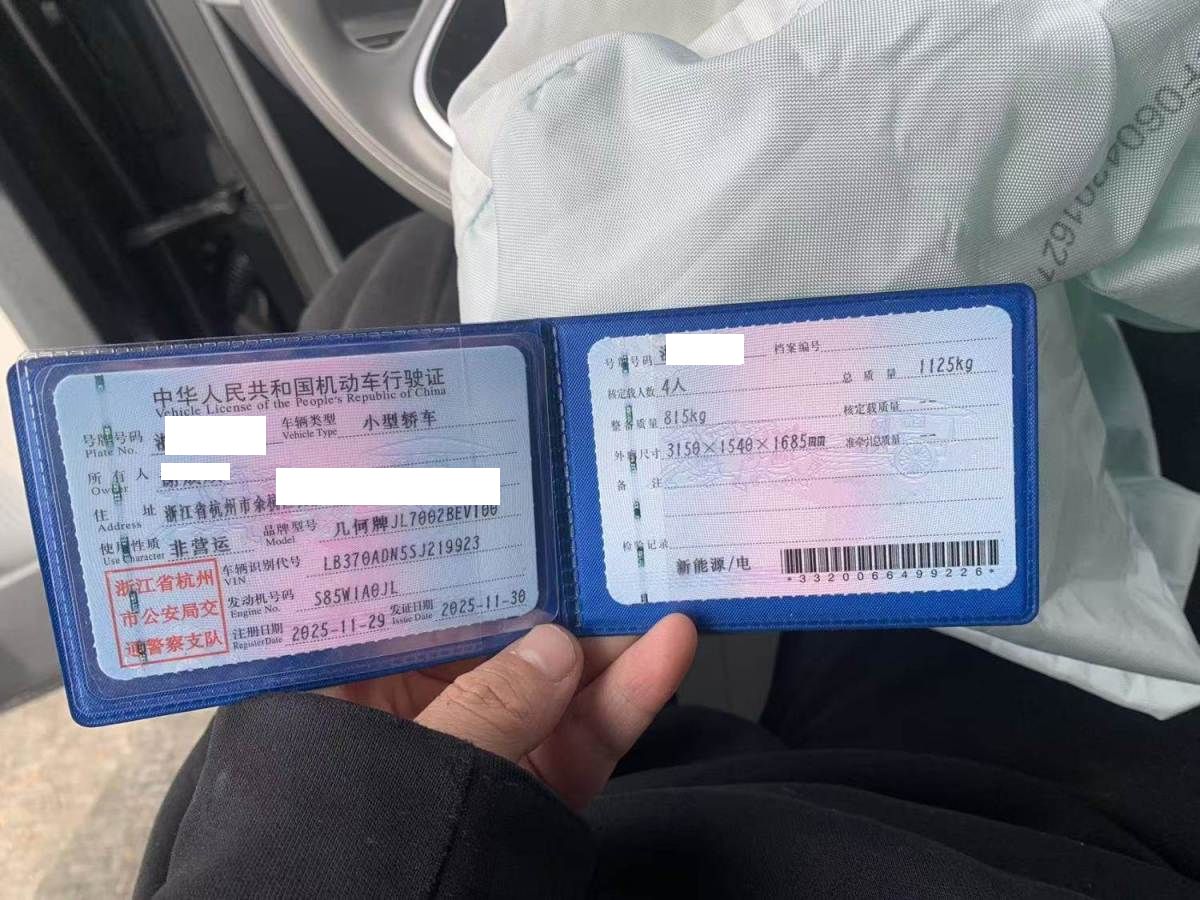 中华人民共和国机动车行驶证
Vehicle License of the People's Republic of China
号牌号码
Plate No.
车辆类型 小型轿车
Vehicle Type
所有人
Owner
住址 浙江省杭州市余杭
Address
使用性质 非营运
Use Character
品牌型号 几何牌JL7002BEV100
Model
车辆识别代号 LB370ADN5SJ219923
VIN
发动机号码 S85W1A0JL
Engine No.
注册日期 2025-11-29
Register Date
发证日期 2025-11-30
Issue Date
浙江省杭州
市公安局交
通警察支队
号牌号码
档案编号
核定载人数 4人
总质量 1125kg
整备质量 815kg
核定载质量 --
外廓尺寸 3150×1540×1685mm
准牵引总质量 --
备注
检验记录
新能源/电
*3320066499226*